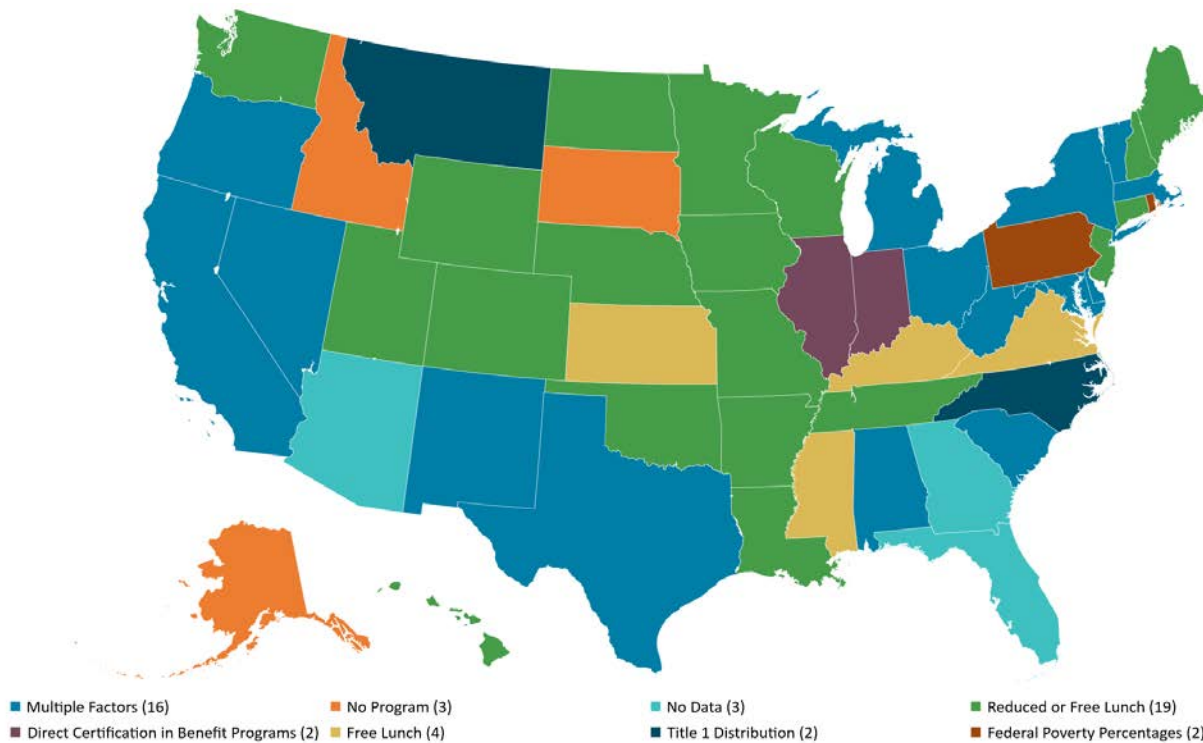 Multiple Factors (16) No Program (3) No Data (3) Reduced or Free Lunch (19)
Direct Certification in Benefit Programs (2) Free Lunch (4) Title 1 Distribution (2) Federal Poverty Percentages (2)